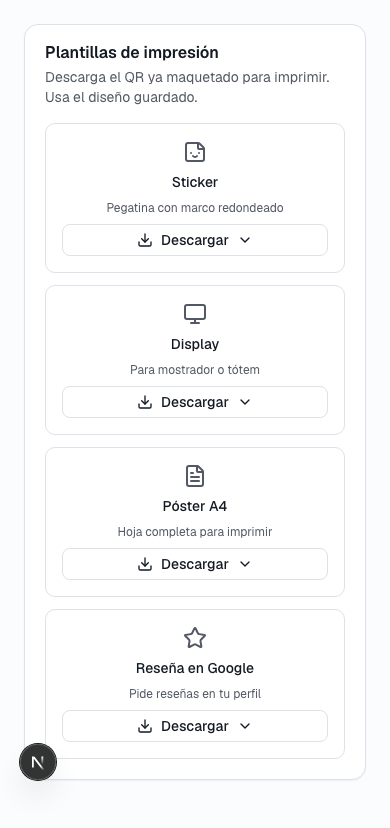 Plantillas de impresión
Descarga el QR ya maquetado para imprimir.
Usa el diseño guardado.
Sticker
Pegatina con marco redondeado
Descargar
Display
Para mostrador o tótem
Descargar
Póster A4
Hoja completa para imprimir
Descargar
Reseña en Google
Pide reseñas en tu perfil
Descargar
N